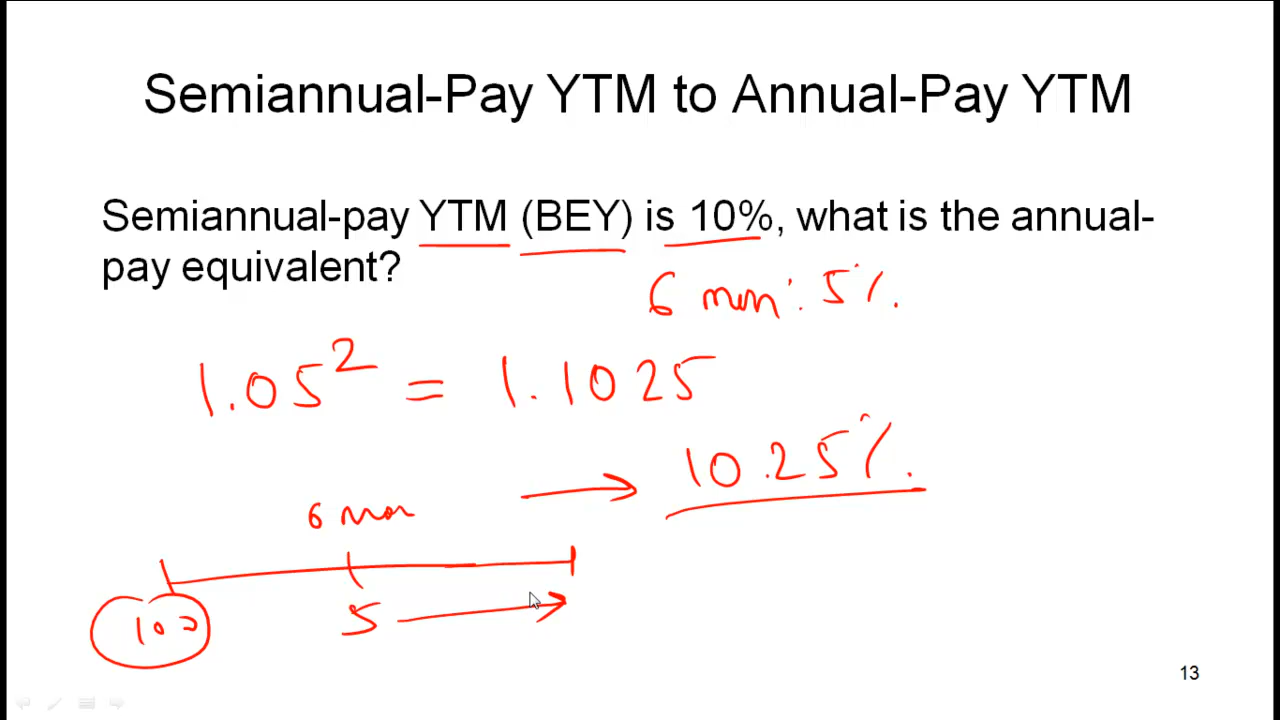 Semiannual-Pay YTM to Annual-Pay YTM
Semiannual-pay YTM (BEY) is 10%, what is the annual-
pay equivalent?
6 mon: 5%.
1.05² = 1.1025
10.25%.
6 mon
100
5
13